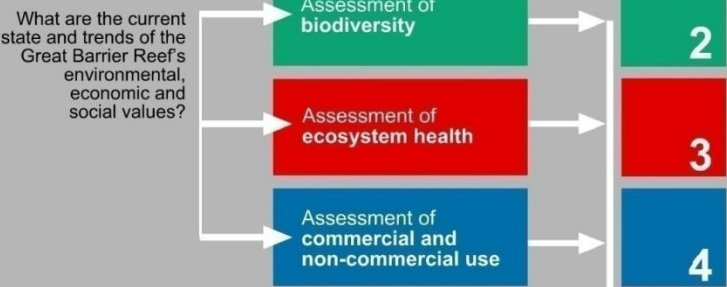 What are the current
state and trends of the
Great Barrier Reef's
environmental,
economic and
social values?
Assessment of
biodiversity
2
Assessment of
ecosystem health
3
Assessment of
commercial and
non-commercial use
4